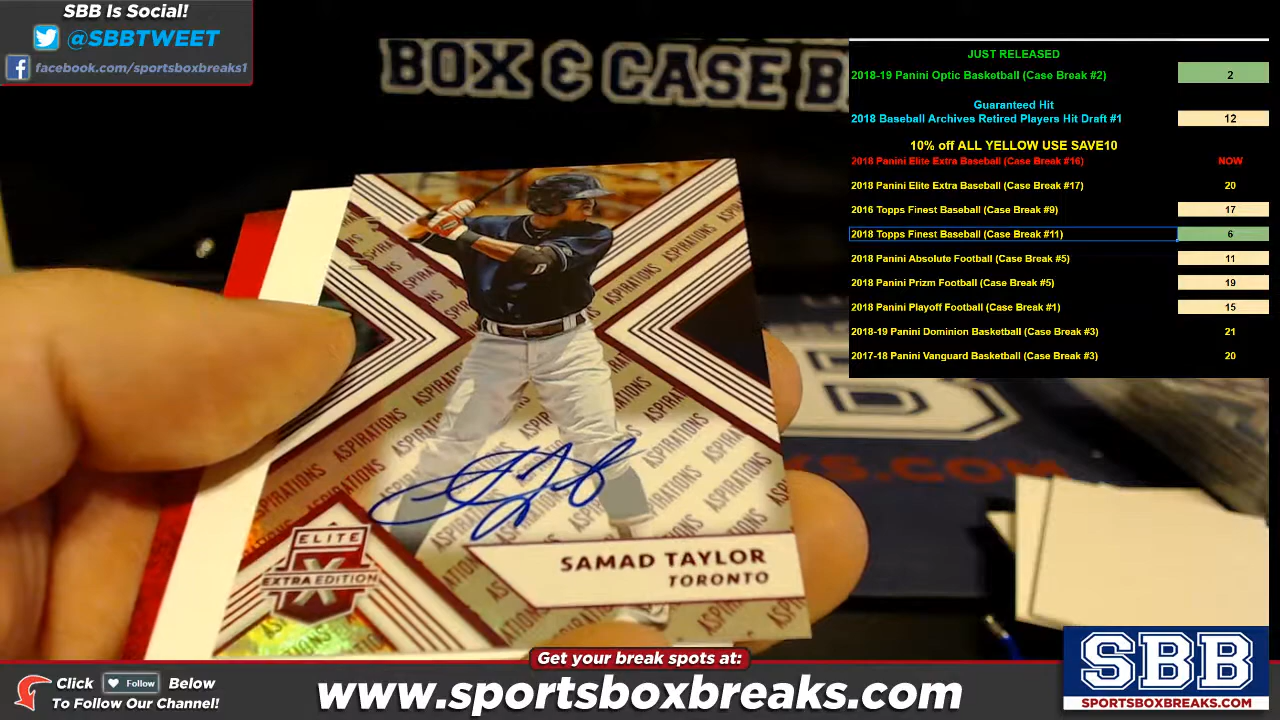 SBB Is Social!
@SBBTWEET
facebook.com/sportsboxbreaks1
BOX & CASE B
JUST RELEASED
2018-19 Panini Optic Basketball (Case Break #2) 2
Guaranteed Hit
2018 Baseball Archives Retired Players Hit Draft #1 12
10% off ALL YELLOW USE SAVE10
2018 Panini Elite Extra Baseball (Case Break #16) NOW
2018 Panini Elite Extra Baseball (Case Break #17) 20
2016 Topps Finest Baseball (Case Break #9) 17
2018 Topps Finest Baseball (Case Break #11) 6
2018 Panini Absolute Football (Case Break #5) 11
2018 Panini Prizm Football (Case Break #5) 19
2018 Panini Playoff Football (Case Break #1) 15
2018-19 Panini Dominion Basketball (Case Break #3) 21
2017-18 Panini Vanguard Basketball (Case Break #3) 20
ASPIRATIONS
ASPIRATIONS
ASPIRATIONS
ASPIRATIONS
ASPIRATIONS
ASPIRATIONS
ELITE
X
EXTRA EDITION
SAMAD TAYLOR
TORONTO
S.COM
SBB
SPORTSBOXBREAKS.COM
Get your break spots at:
Click Follow Below
To Follow Our Channel!
www.sportsboxbreaks.com